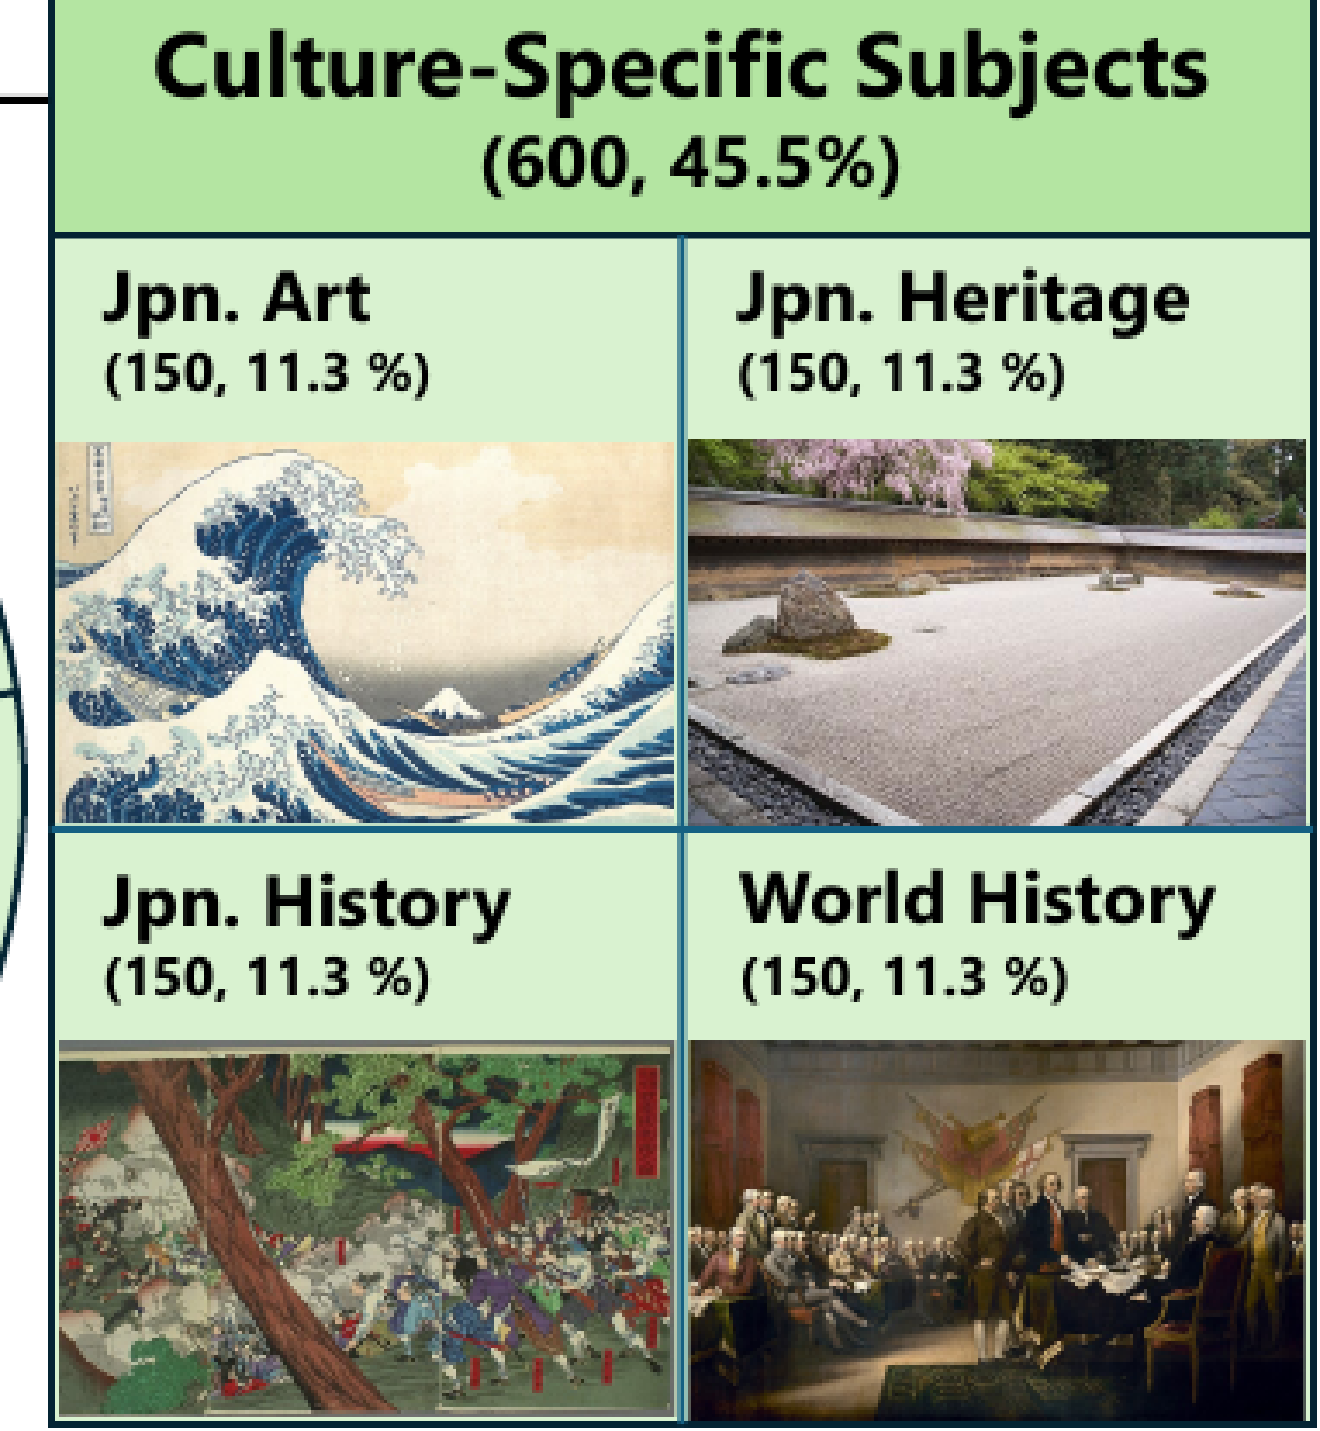 Culture-Specific Subjects
(600, 45.5%)
Jpn. Art
(150, 11.3 %)
Jpn. Heritage
(150, 11.3 %)
Jpn. History
(150, 11.3 %)
World History
(150, 11.3 %)